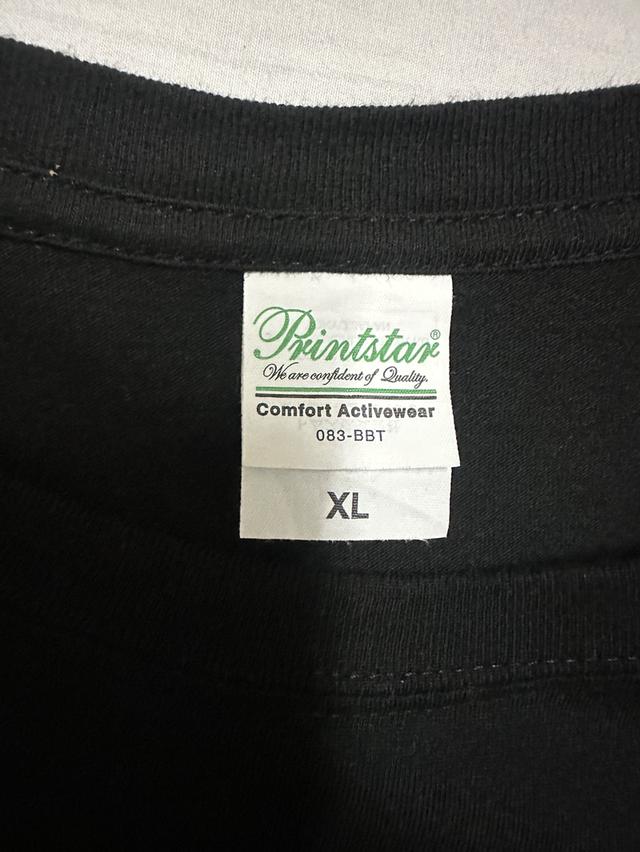 Printstar®
We are confident of Quality.
Comfort Activewear
083-BBT
XL